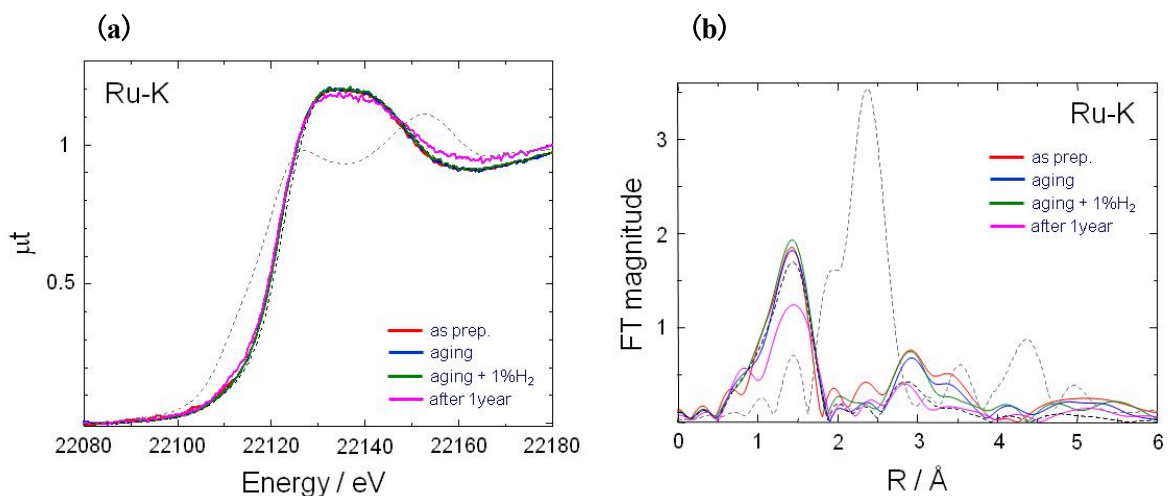 (a)
Ru-K
1
0.5
μt
as prep.
aging
aging + 1%H₂
after 1year
22080 22100 22120 22140 22160 22180
Energy / eV
(b)
Ru-K
3
2
1
FT magnitude
as prep.
aging
aging + 1%H₂
after 1year
0 1 2 3 4 5 6
R / Å